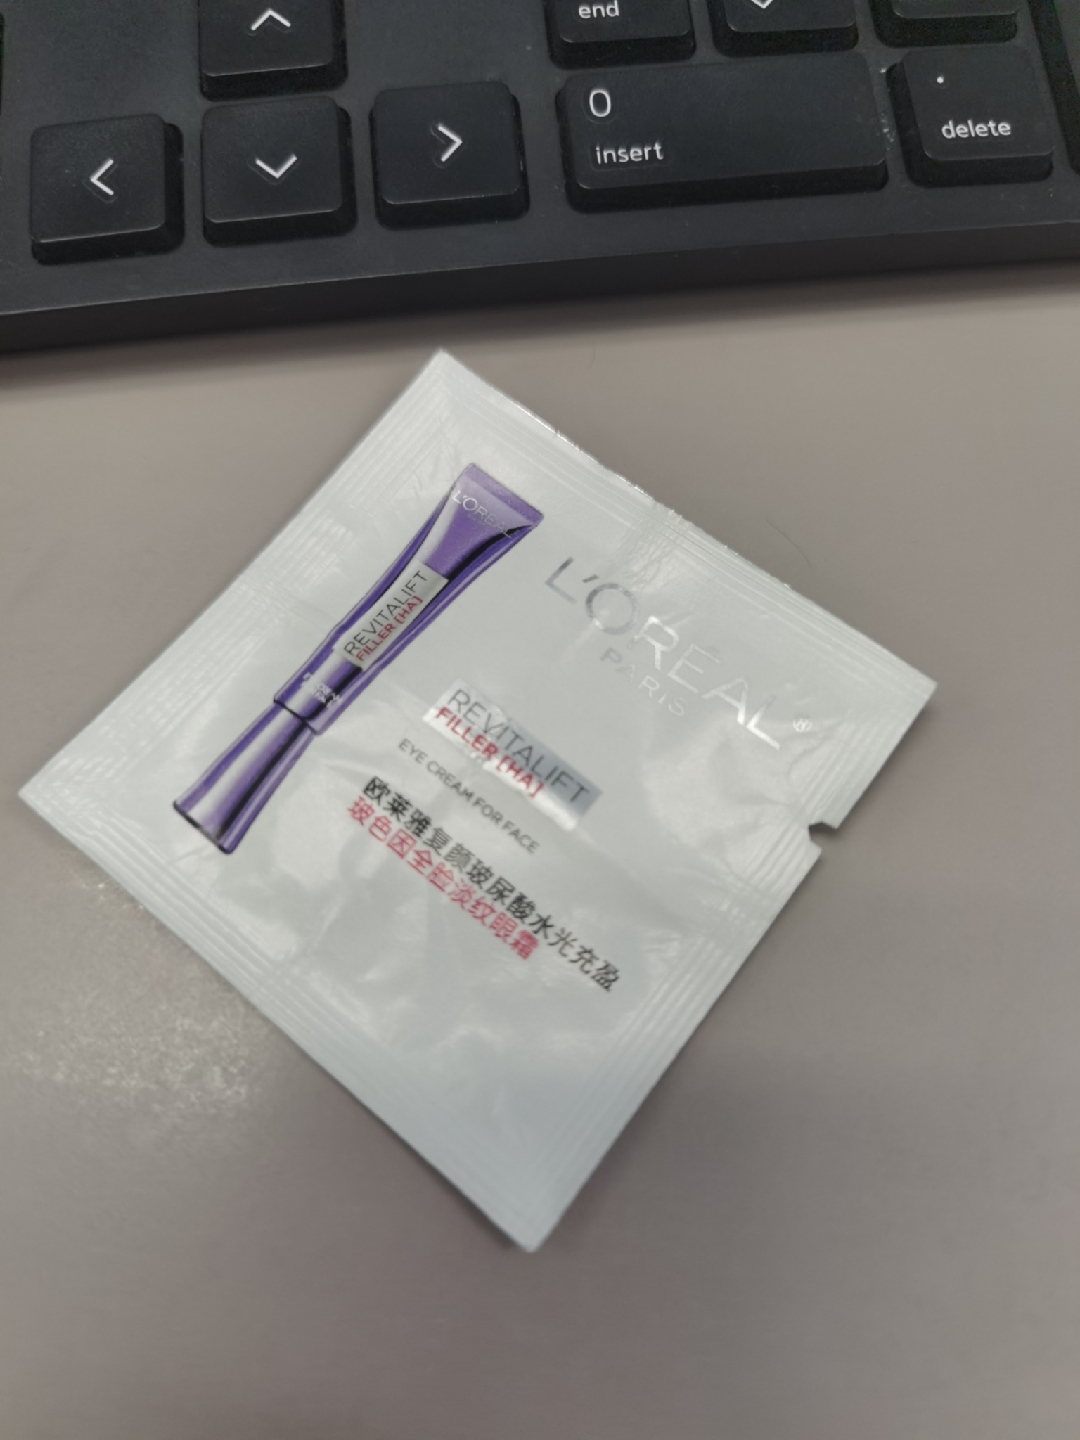 end
0
insert
.
delete
L'ORÉAL
REVITALIFT
FILLER [HA]
L'ORÉAL®
PARIS
REVITALIFT
FILLER [HA]
EYE CREAM FOR FACE
欧莱雅复颜玻尿酸水光充盈
玻色因全脸淡纹眼霜